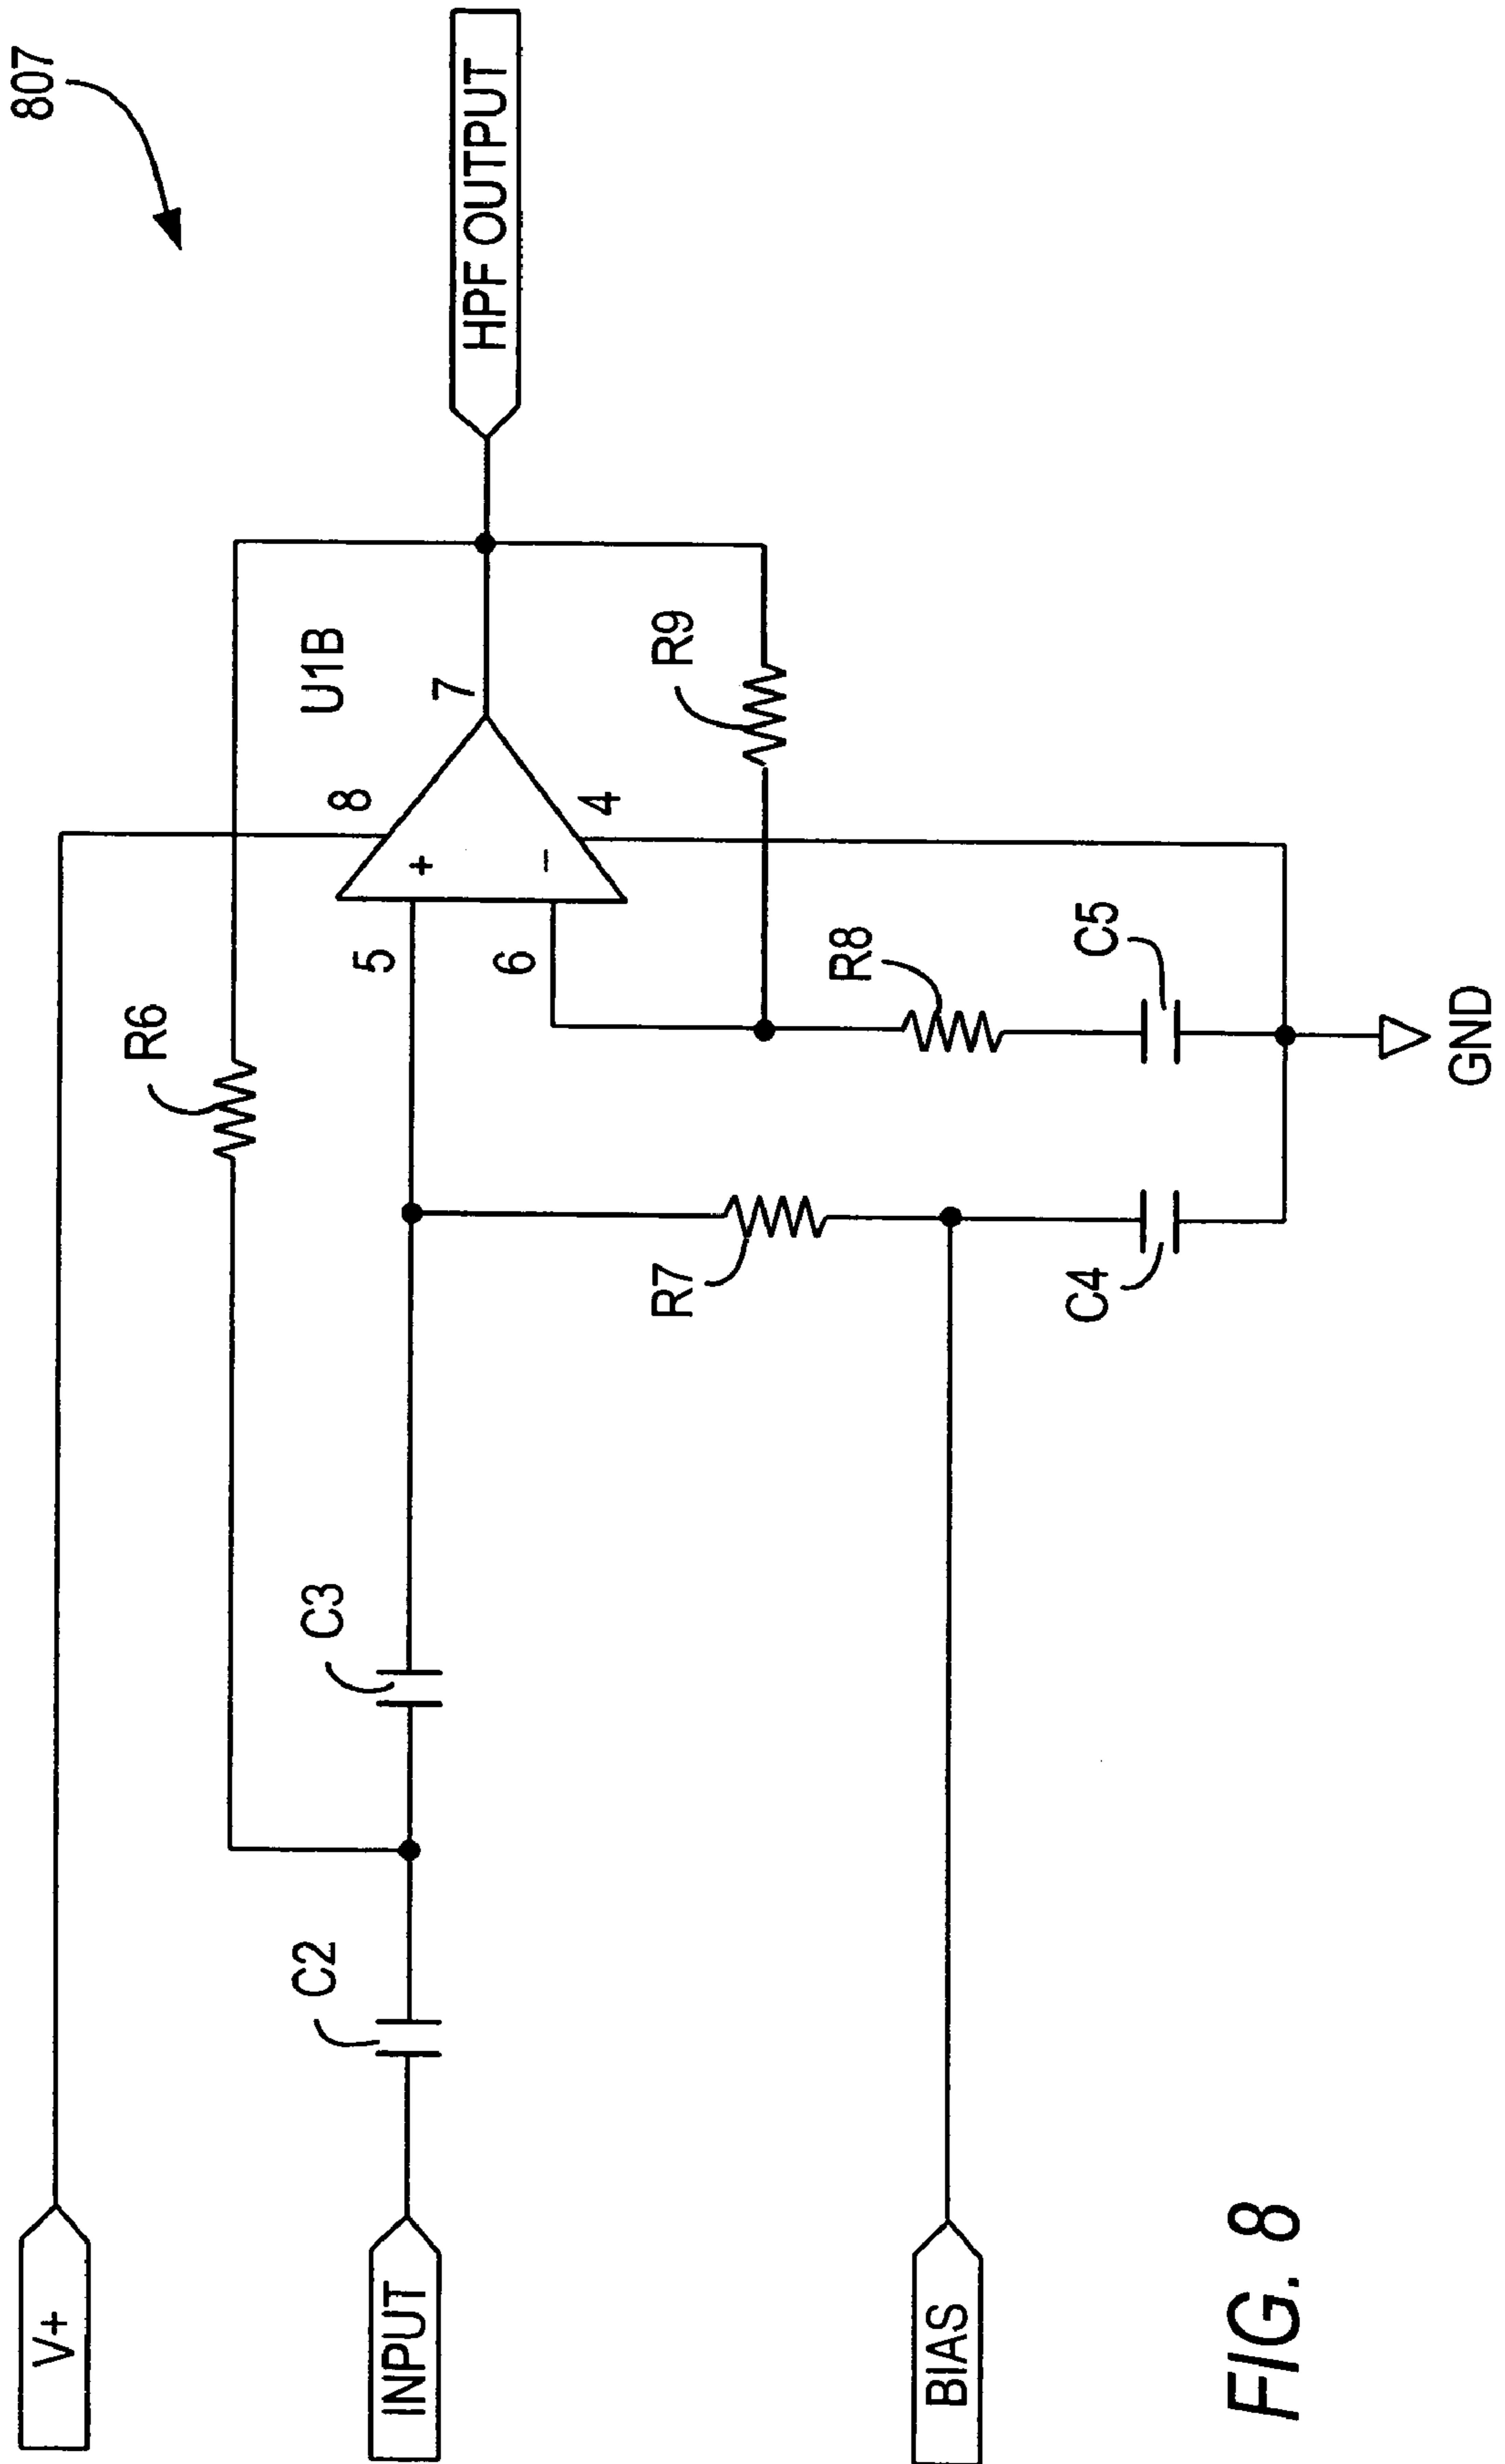 807
V+
R6
U1B
8
7
HPF OUTPUT
INPUT
C2
C3
5
+
6
−
4
R9
R7
R8
BIAS
C4
C5
GND
FIG. 8